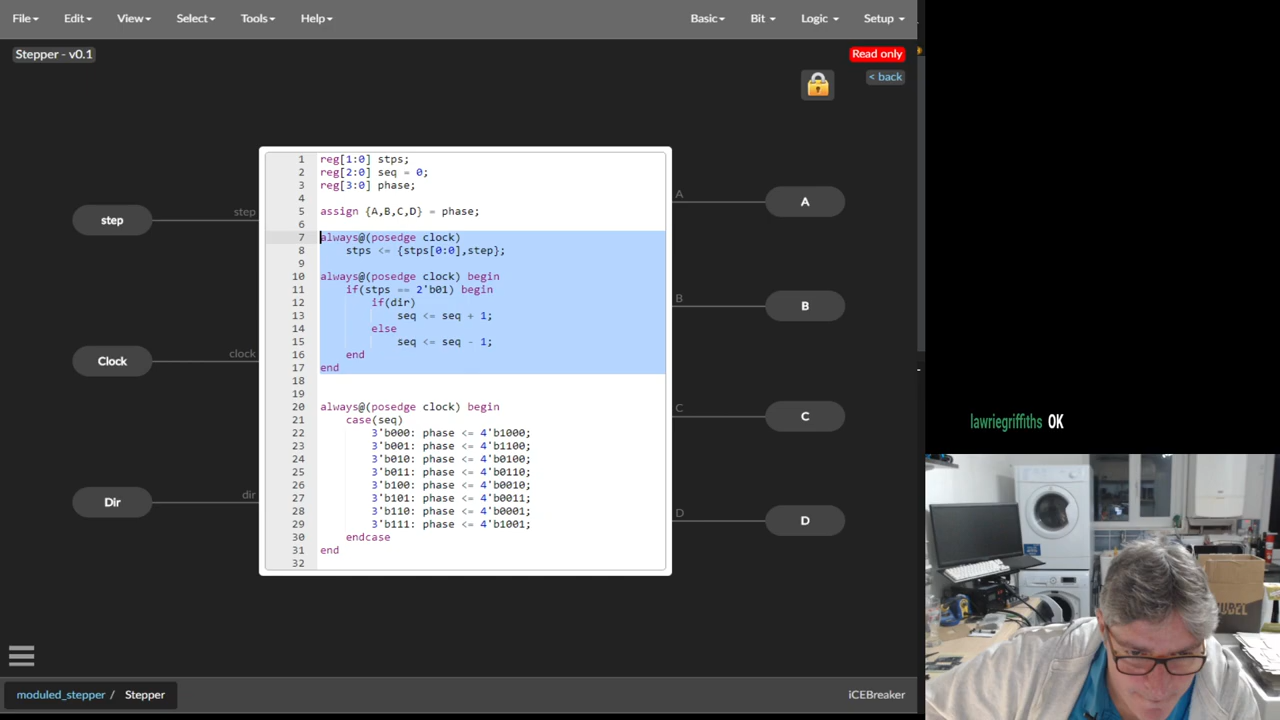 File Edit View Select Tools Help Basic Bit Logic Setup
Stepper - v0.1
Read only
< back
1 reg[1:0] stps;
2 reg[2:0] seq = 0;
3 reg[3:0] phase;
4
5 assign {A,B,C,D} = phase;
6
7 always@(posedge clock)
8 stps <= {stps[0:0],step};
9
10 always@(posedge clock) begin
11 if(stps == 2'b01) begin
12 if(dir)
13 seq <= seq + 1;
14 else
15 seq <= seq - 1;
16 end
17 end
18
19
20 always@(posedge clock) begin
21 case(seq)
22 3'b000: phase <= 4'b1000;
23 3'b001: phase <= 4'b1100;
24 3'b010: phase <= 4'b0100;
25 3'b011: phase <= 4'b0110;
26 3'b100: phase <= 4'b0010;
27 3'b101: phase <= 4'b0011;
28 3'b110: phase <= 4'b0001;
29 3'b111: phase <= 4'b1001;
30 endcase
31 end
32
step step
Clock clock
Dir dir
A A
B B
C C
D D
lawriegriffiths OK
moduled_stepper / Stepper
iCEBreaker